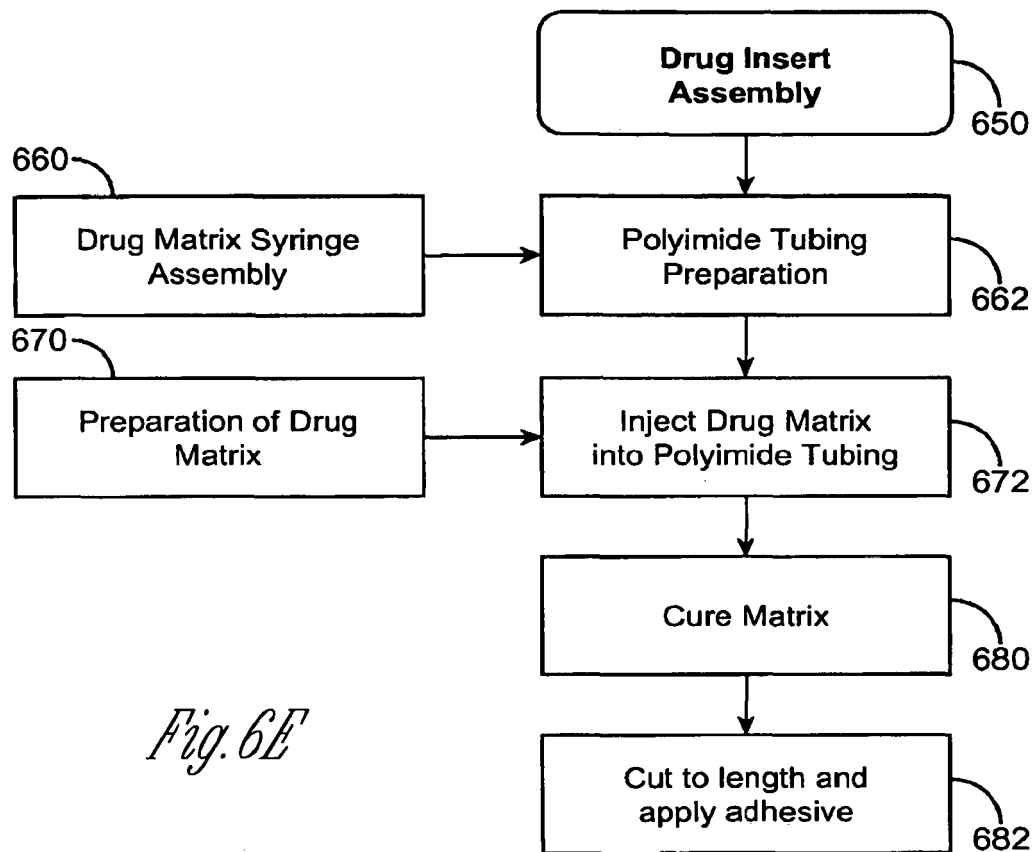 Drug Insert
Assembly
650
660
Drug Matrix Syringe
Assembly
Polyimide Tubing
Preparation
662
670
Preparation of Drug
Matrix
Inject Drug Matrix
into Polyimide Tubing
672
Cure Matrix
680
Fig. 6E
Cut to length and
apply adhesive
682